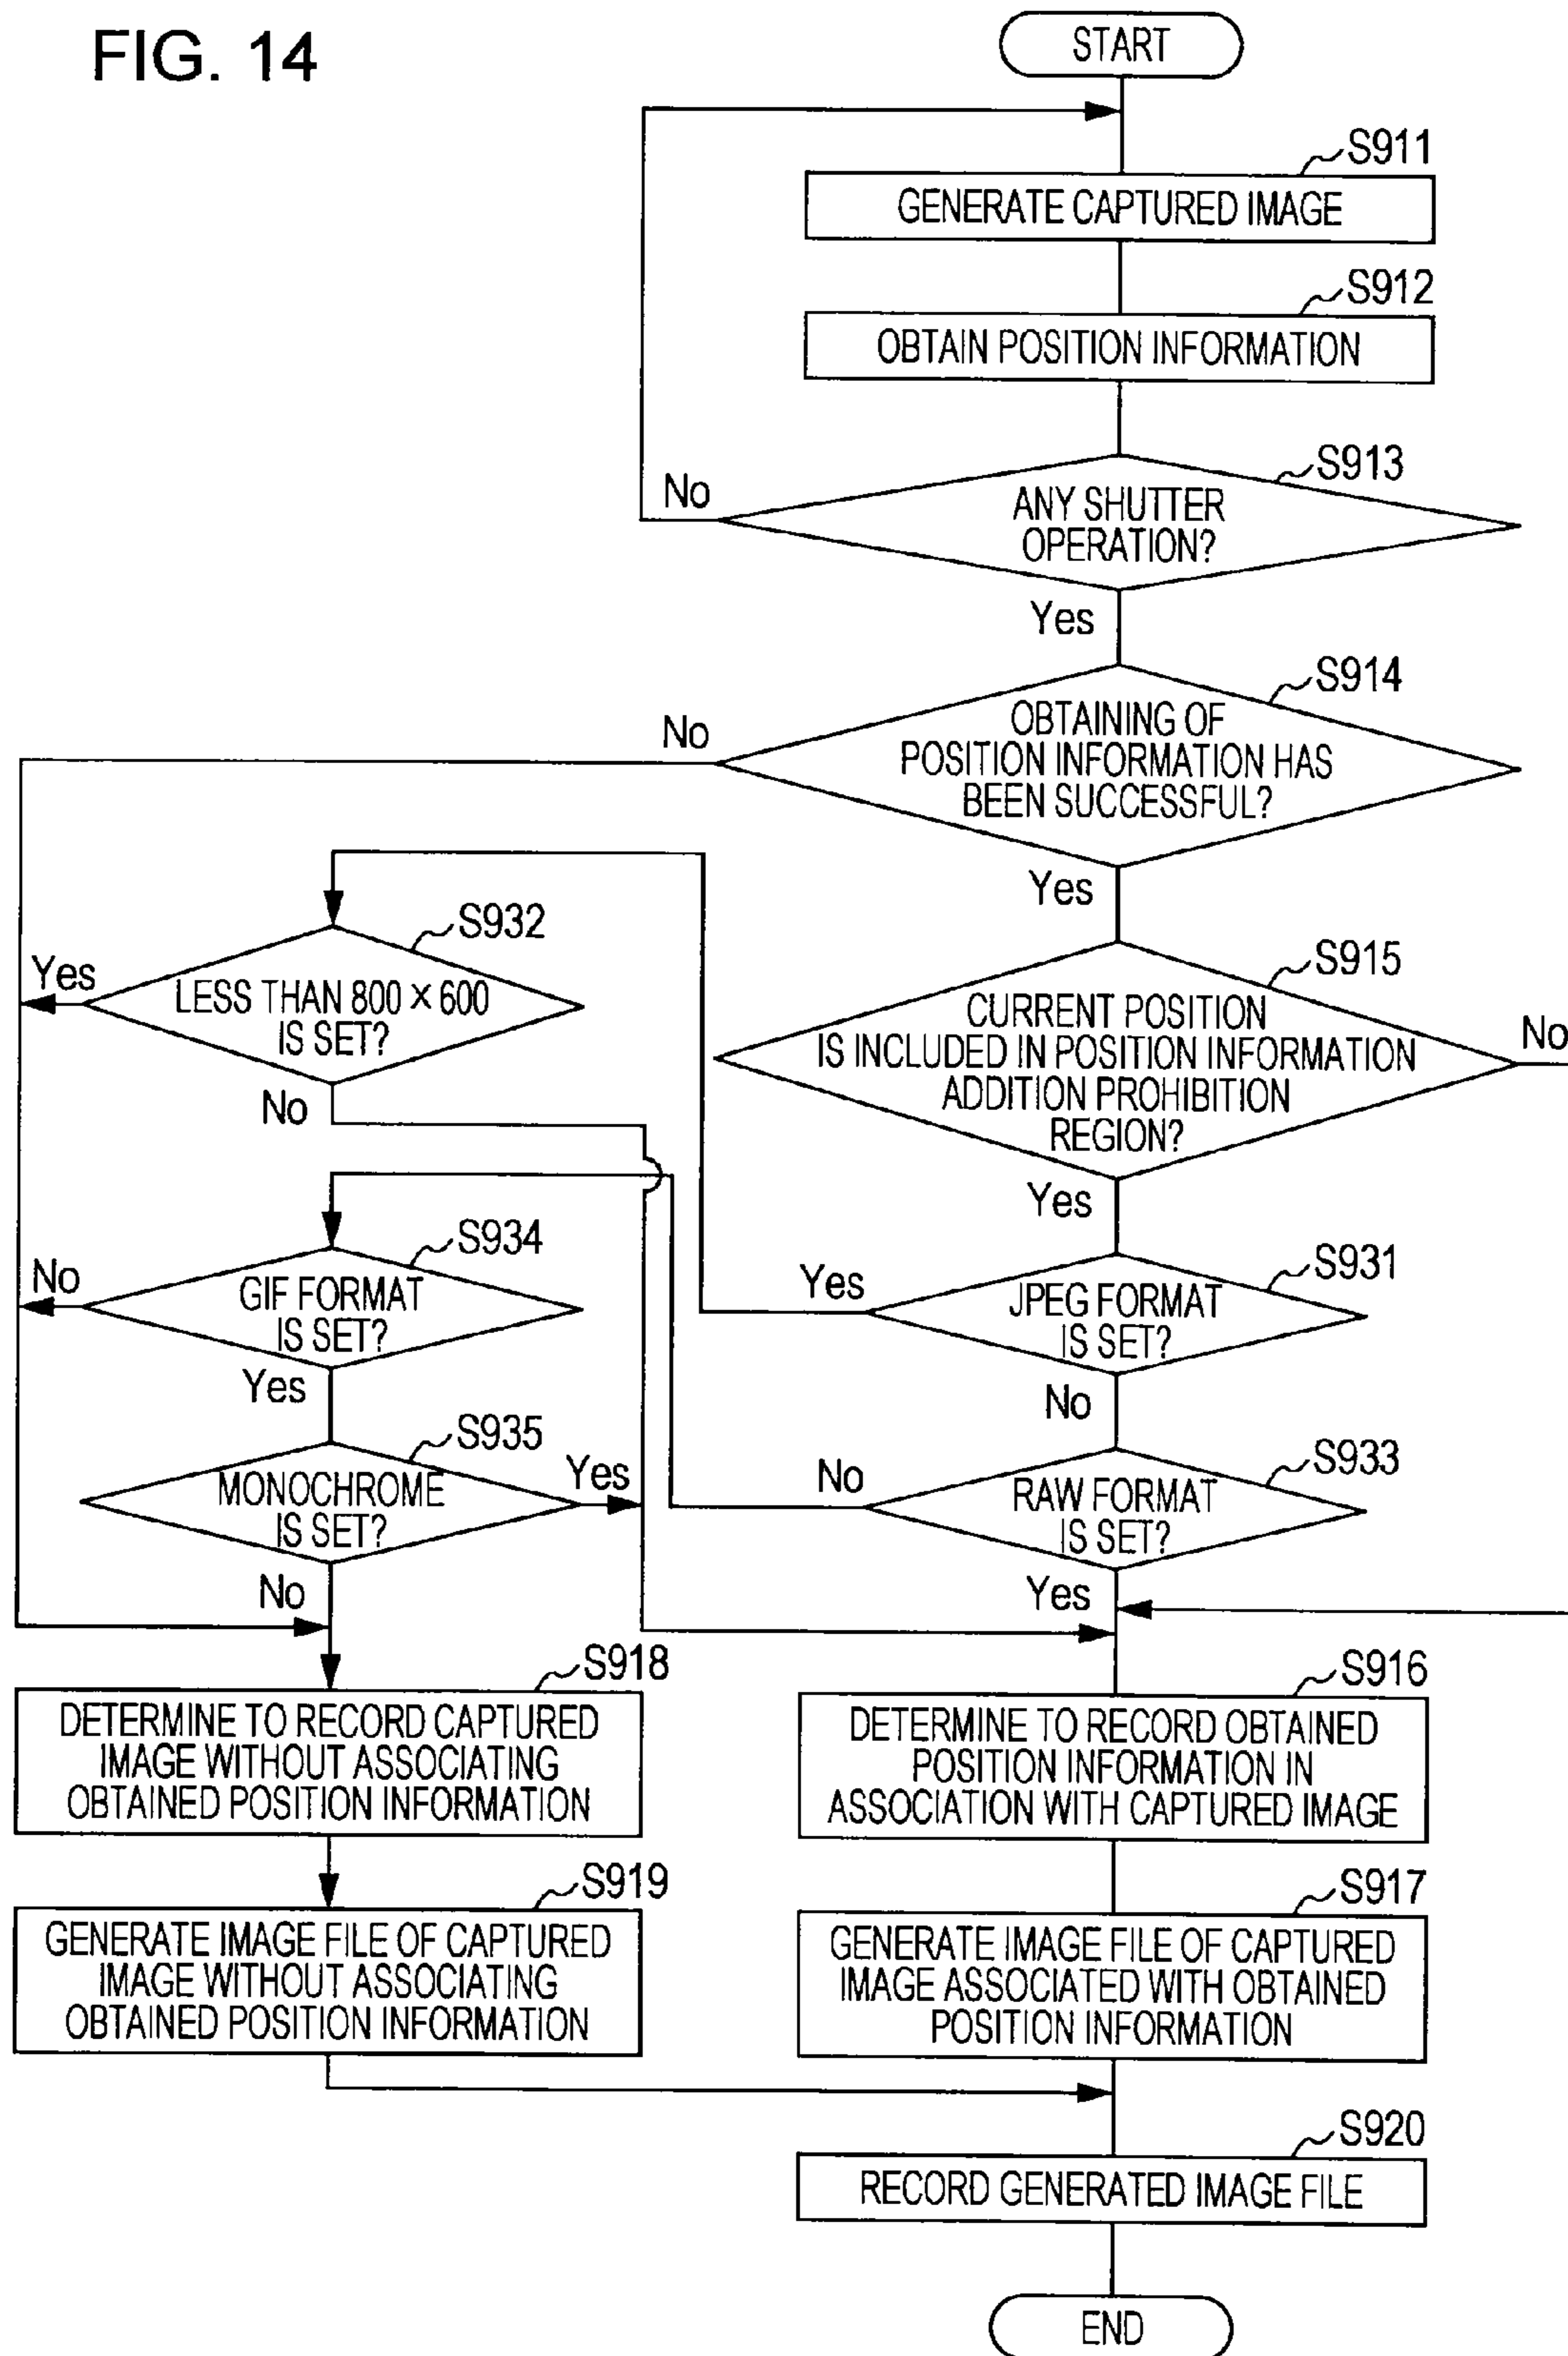 FIG. 14
START
S911
GENERATE CAPTURED IMAGE
S912
OBTAIN POSITION INFORMATION
S913
ANY SHUTTER
OPERATION?
No
Yes
S914
OBTAINING OF
POSITION INFORMATION HAS
BEEN SUCCESSFUL?
No
Yes
S915
CURRENT POSITION
IS INCLUDED IN POSITION INFORMATION
ADDITION PROHIBITION
REGION?
No
Yes
S932
LESS THAN 800 × 600
IS SET?
Yes
No
S931
JPEG FORMAT
IS SET?
Yes
No
S934
GIF FORMAT
IS SET?
No
Yes
S933
RAW FORMAT
IS SET?
No
Yes
S935
MONOCHROME
IS SET?
Yes
No
S918
DETERMINE TO RECORD CAPTURED
IMAGE WITHOUT ASSOCIATING
OBTAINED POSITION INFORMATION
S916
DETERMINE TO RECORD OBTAINED
POSITION INFORMATION IN
ASSOCIATION WITH CAPTURED IMAGE
S919
GENERATE IMAGE FILE OF CAPTURED
IMAGE WITHOUT ASSOCIATING
OBTAINED POSITION INFORMATION
S917
GENERATE IMAGE FILE OF CAPTURED
IMAGE ASSOCIATED WITH OBTAINED
POSITION INFORMATION
S920
RECORD GENERATED IMAGE FILE
END